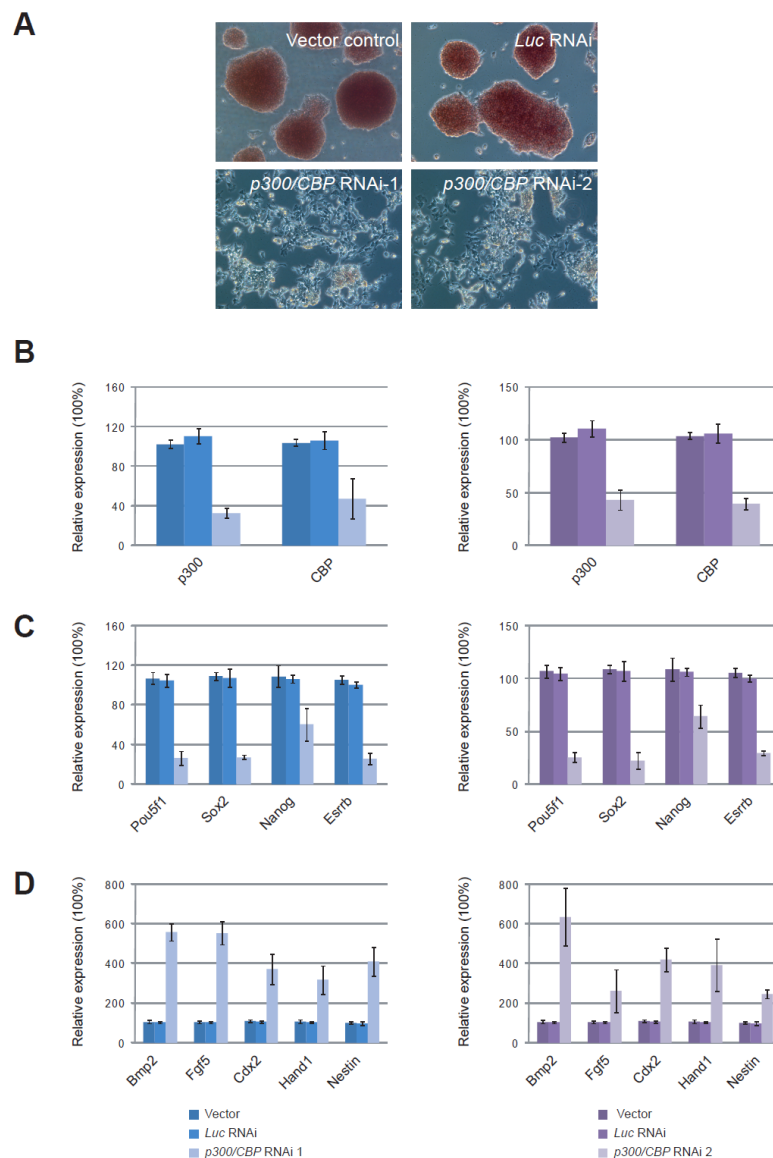 A
Vector control
Luc RNAi
p300/CBP RNAi-1
p300/CBP RNAi-2
B
Relative expression (100%)
160
120
80
40
0
p300
CBP
Relative expression (100%)
150
100
50
0
p300
CBP
C
Relative expression (100%)
160
120
80
40
0
Pou5f1
Sox2
Nanog
Esrrb
Relative expression (100%)
150
100
50
0
Pou5f1
Sox2
Nanog
Esrrb
D
Relative expression (100%)
800
600
400
200
0
Bmp2
Fgf5
Cdx2
Hand1
Nestin
Vector
Luc RNAi
p300/CBP RNAi 1
Relative expression (100%)
800
600
400
200
0
Bmp2
Fgf5
Cdx2
Hand1
Nestin
Vector
Luc RNAi
p300/CBP RNAi 2